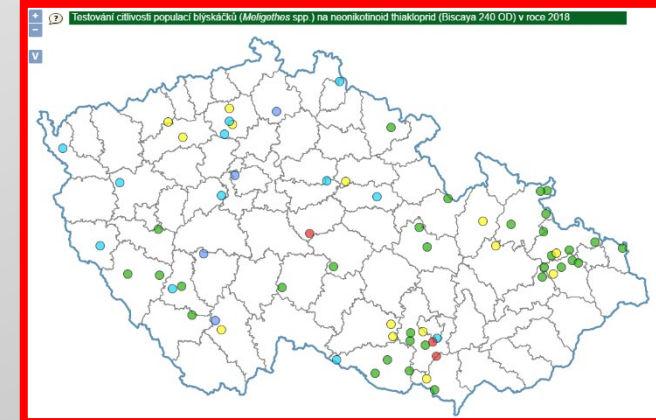 +
?
Testování citlivosti populací blýskáčků (Meligethes spp.) na neonikotinoid thiakloprid (Biscaya 240 OD) v roce 2018
−
V